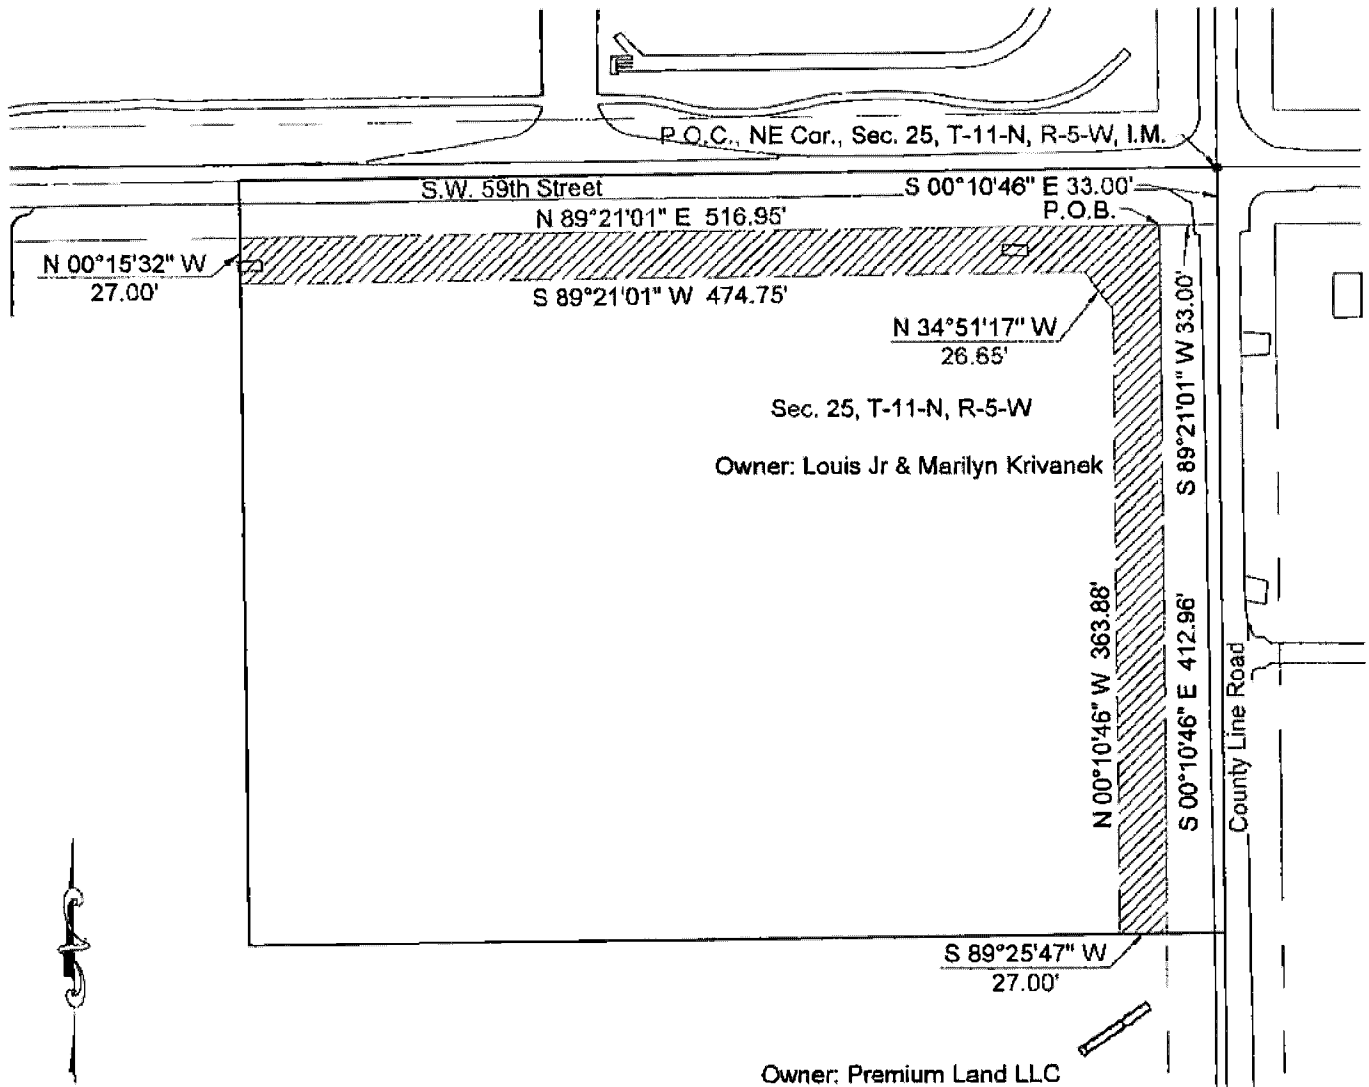 P.O.C., NE Cor., Sec. 25, T-11-N, R-5-W, I.M.
S.W. 59th Street
S 00°10'46" E 33.00'
P.O.B.
N 89°21'01" E 516.95'
N 00°15'32" W
27.00'
S 89°21'01" W 474.75'
N 34°51'17" W
26.65'
S 89°21'01" W 33.00'
Sec. 25, T-11-N, R-5-W
Owner: Louis Jr & Marilyn Krivanek
N 00°10'46" W 363.88'
S 00°10'46" E 412.96'
County Line Road
S 89°25'47" W
27.00'
Owner: Premium Land LLC